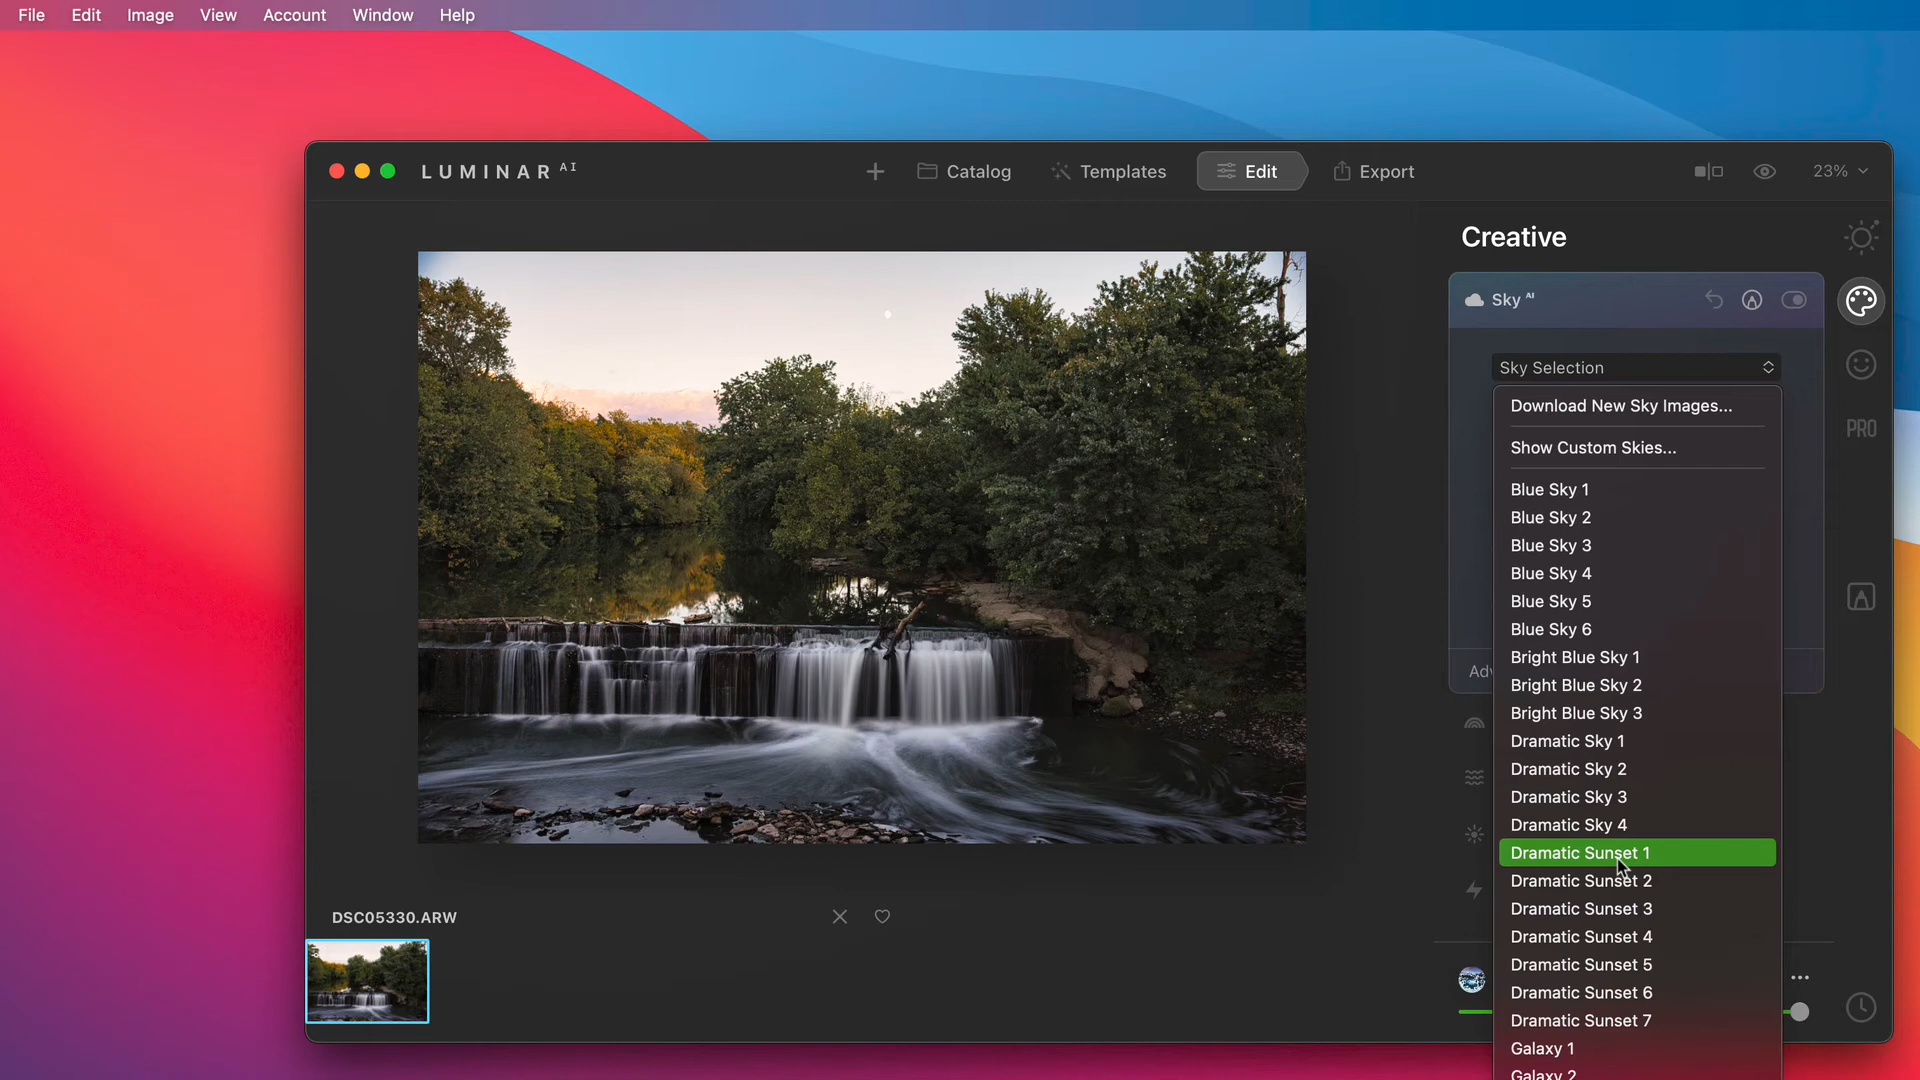 File Edit Image View Account Window Help
LUMINAR AI
Catalog Templates Edit Export 23%
Creative
Sky AI
Sky Selection
Download New Sky Images...
Show Custom Skies...
PRO
Blue Sky 1
Blue Sky 2
Blue Sky 3
Blue Sky 4
Blue Sky 5
Blue Sky 6
Bright Blue Sky 1
Bright Blue Sky 2
Bright Blue Sky 3
Dramatic Sky 1
Dramatic Sky 2
Dramatic Sky 3
Dramatic Sky 4
Dramatic Sunset 1
Dramatic Sunset 2
Dramatic Sunset 3
Dramatic Sunset 4
Dramatic Sunset 5
Dramatic Sunset 6
Dramatic Sunset 7
Galaxy 1
Galaxy 2
DSC05330.ARW